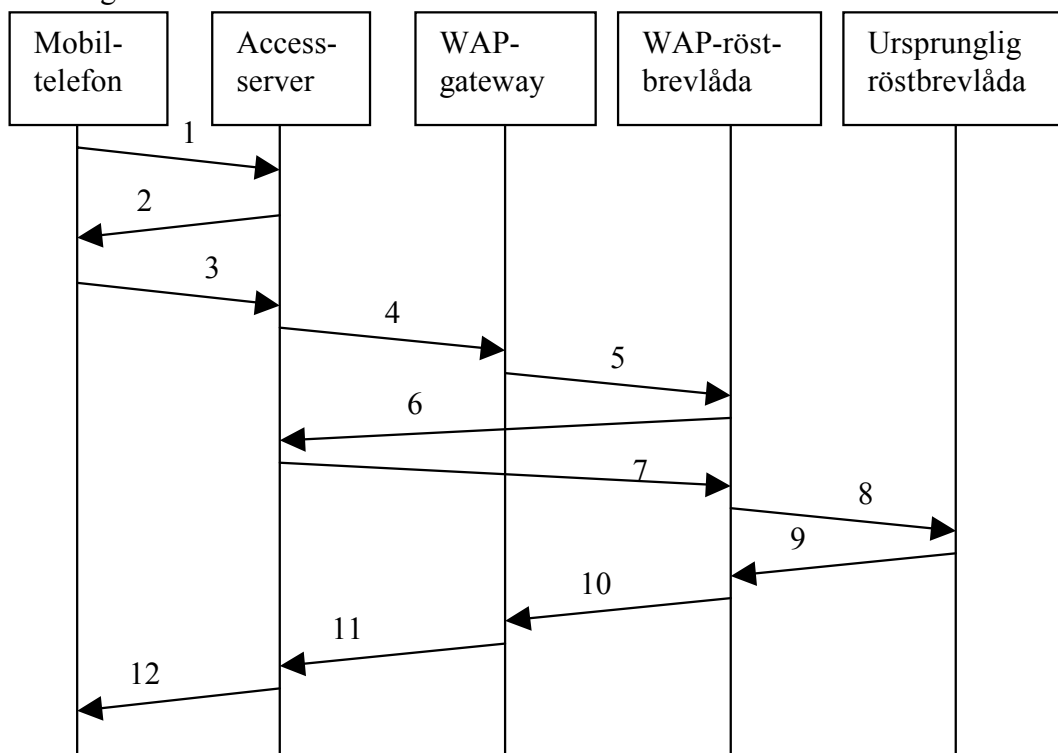 Mobil-
telefon
Access-
server
WAP-
gateway
WAP-röst-
brevlåda
Ursprunglig
röstbrevlåda
1
2
3
4
5
6
7
8
9
10
11
12